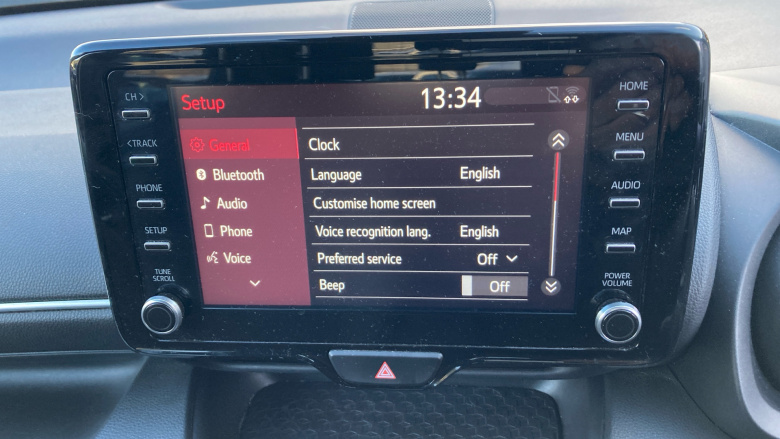 CH >
<TRACK
PHONE
SETUP
TUNE
SCROLL
Setup
13:34
General
Bluetooth
Audio
Phone
Voice
Clock
Language English
Customise home screen
Voice recognition lang. English
Preferred service Off
Beep Off
HOME
MENU
AUDIO
MAP
POWER
VOLUME